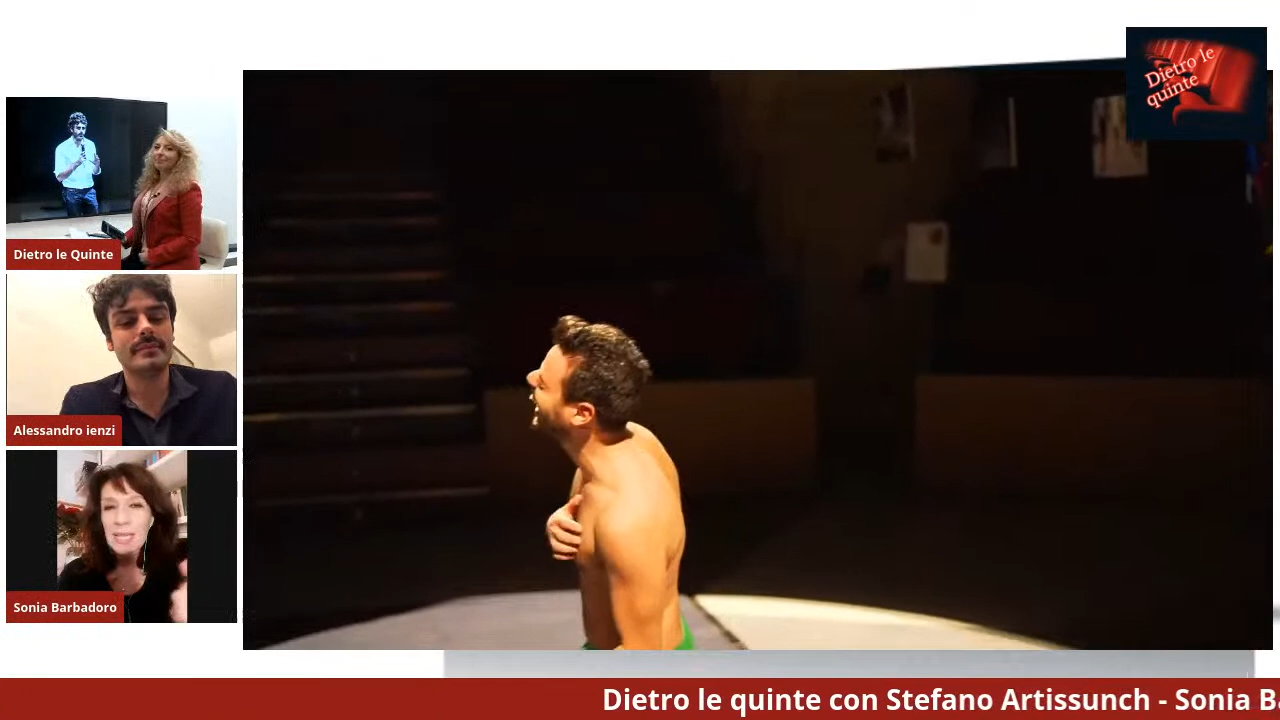 Dietro le
quinte
Dietro le Quinte
Alessandro ienzi
Sonia Barbadoro
Dietro le quinte con Stefano Artissunch - Sonia Ba